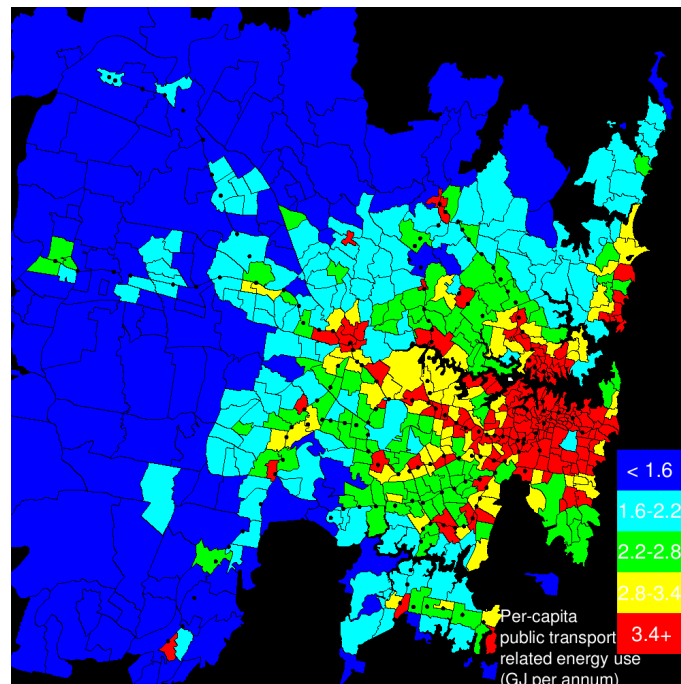 < 1.6
1.6-2.2
2.2-2.8
2.8-3.4
3.4+
Per-capita
public transport
related energy use
(GJ per annum)